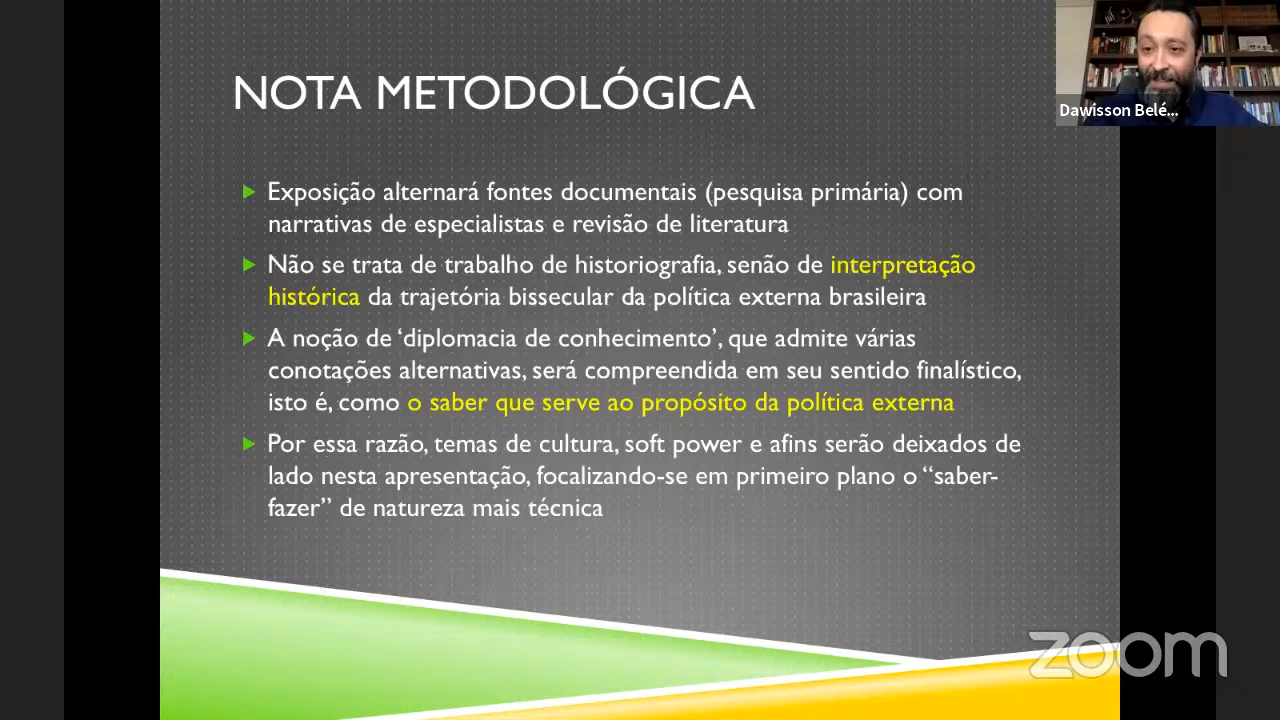 NOTA METODOLÓGICA
Dawisson Belé...
Exposição alternará fontes documentais (pesquisa primária) com
narrativas de especialistas e revisão de literatura
Não se trata de trabalho de historiografia, senão de interpretação
histórica da trajetória bissecular da política externa brasileira
A noção de ‘diplomacia de conhecimento’, que admite várias
conotações alternativas, será compreendida em seu sentido finalístico,
isto é, como o saber que serve ao propósito da política externa
Por essa razão, temas de cultura, soft power e afins serão deixados de
lado nesta apresentação, focalizando-se em primeiro plano o “saber-
fazer” de natureza mais técnica
zoom